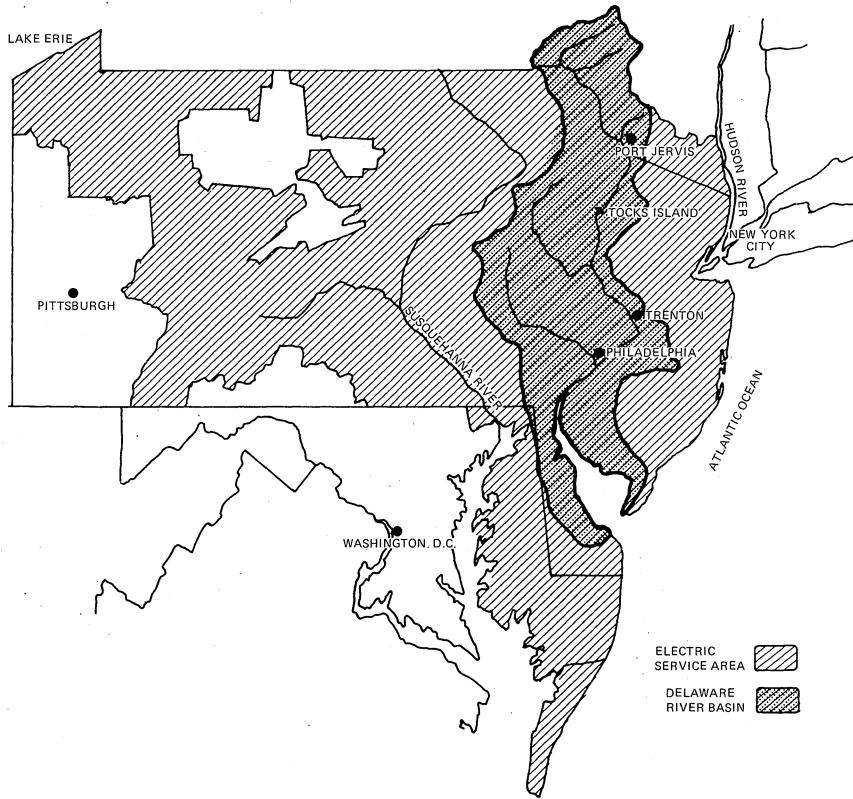 LAKE ERIE
HUDSON RIVER
PORT JERVIS
TOCKS ISLAND
NEW YORK
CITY
PITTSBURGH
SUSQUEHANNA RIVER
TRENTON
PHILADELPHIA
ATLANTIC OCEAN
WASHINGTON, D.C.
ELECTRIC
SERVICE AREA
DELAWARE
RIVER BASIN